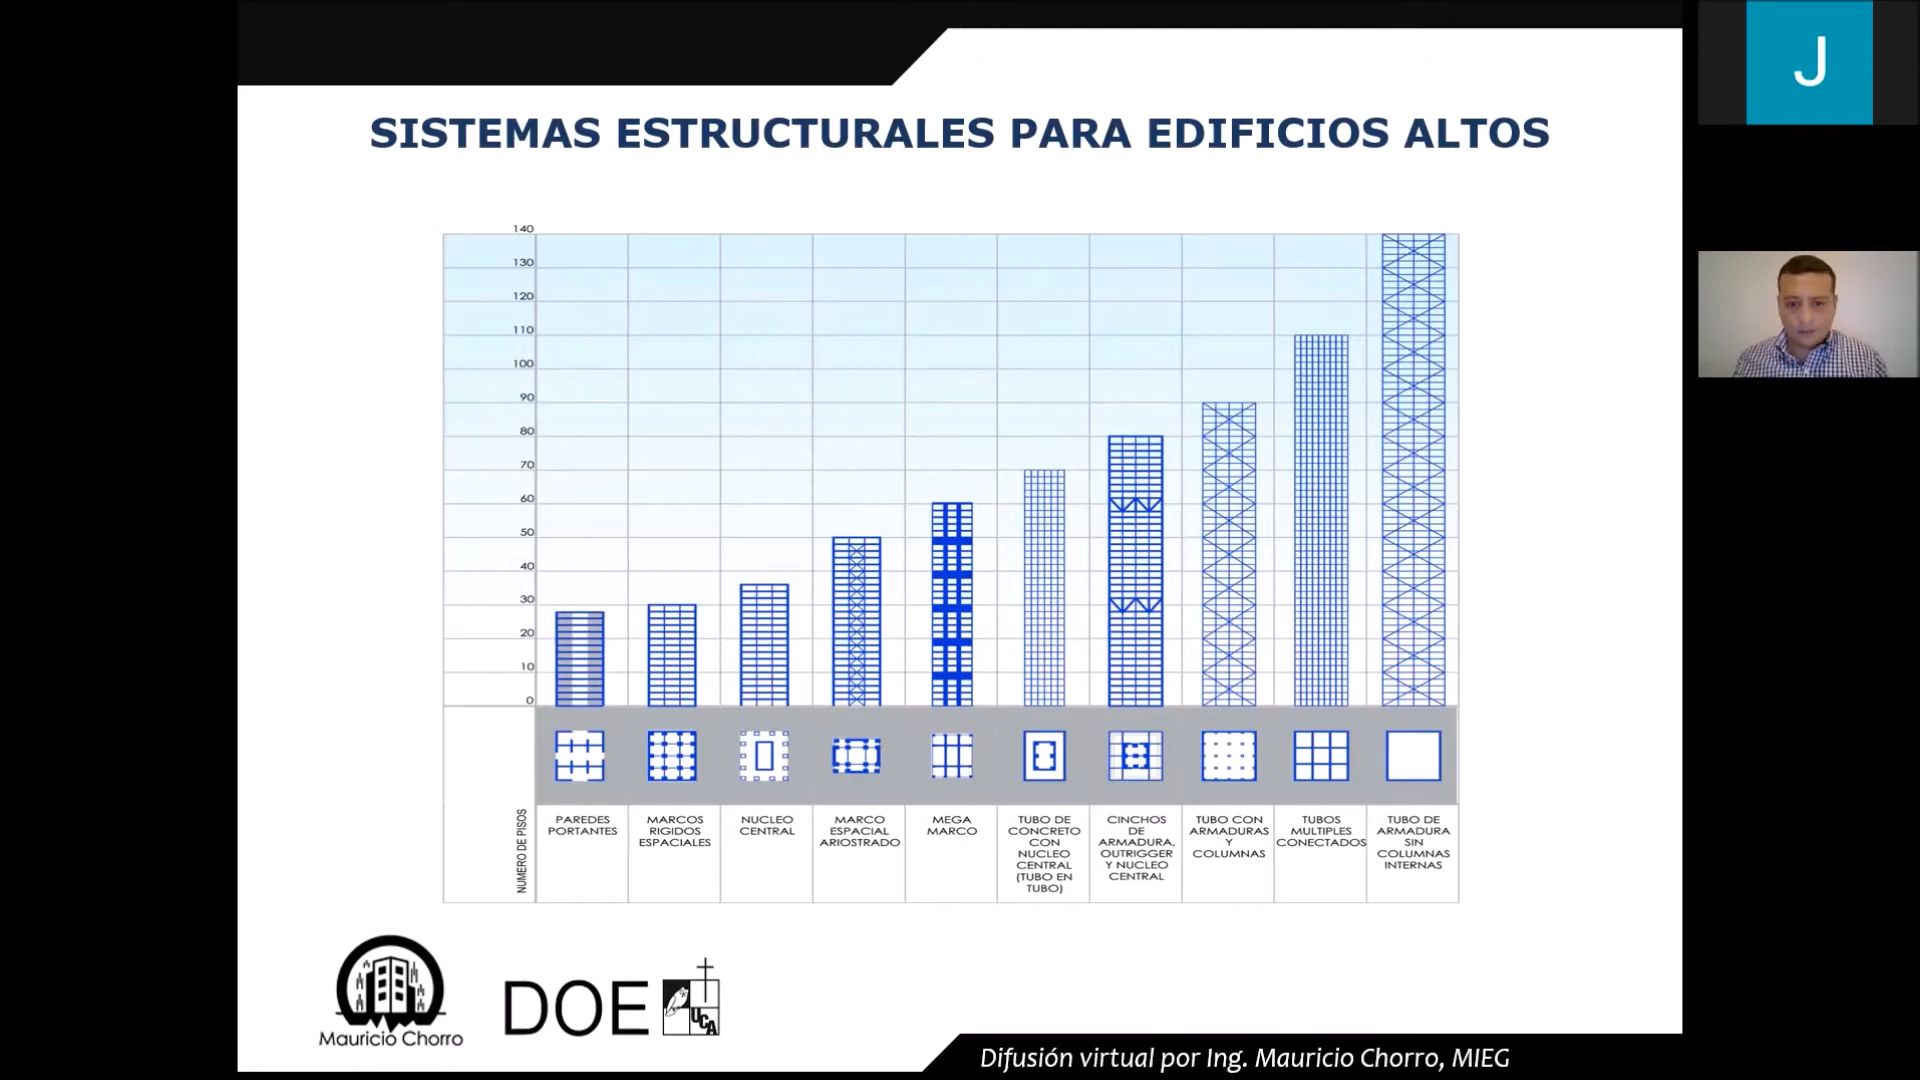 J
SISTEMAS ESTRUCTURALES PARA EDIFICIOS ALTOS
140
130
120
110
100
90
80
70
60
50
40
30
20
10
0
NUMERO DE PISOS
PAREDES
PORTANTES
MARCOS
RIGIDOS
ESPACIALES
NUCLEO
CENTRAL
MARCO
ESPACIAL
ARIOSTRADO
MEGA
MARCO
TUBO DE
CONCRETO
CON
NUCLEO
CENTRAL
(TUBO EN
TUBO)
CINCHOS
DE
ARMADURA,
OUTRIGGER
Y NUCLEO
CENTRAL
TUBO CON
ARMADURAS
Y
COLUMNAS
TUBOS
MULTIPLES
CONECTADOS
TUBO DE
ARMADURA
SIN
COLUMNAS
INTERNAS
Mauricio Chorro
DOE
UCA
Difusión virtual por Ing. Mauricio Chorro, MIEG